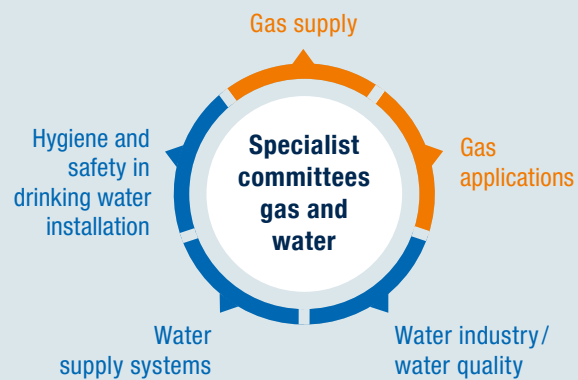 Gas supply
Hygiene and
safety in
drinking water
installation
Specialist
committees
gas and
water
Gas
applications
Water
supply systems
Water industry/
water quality